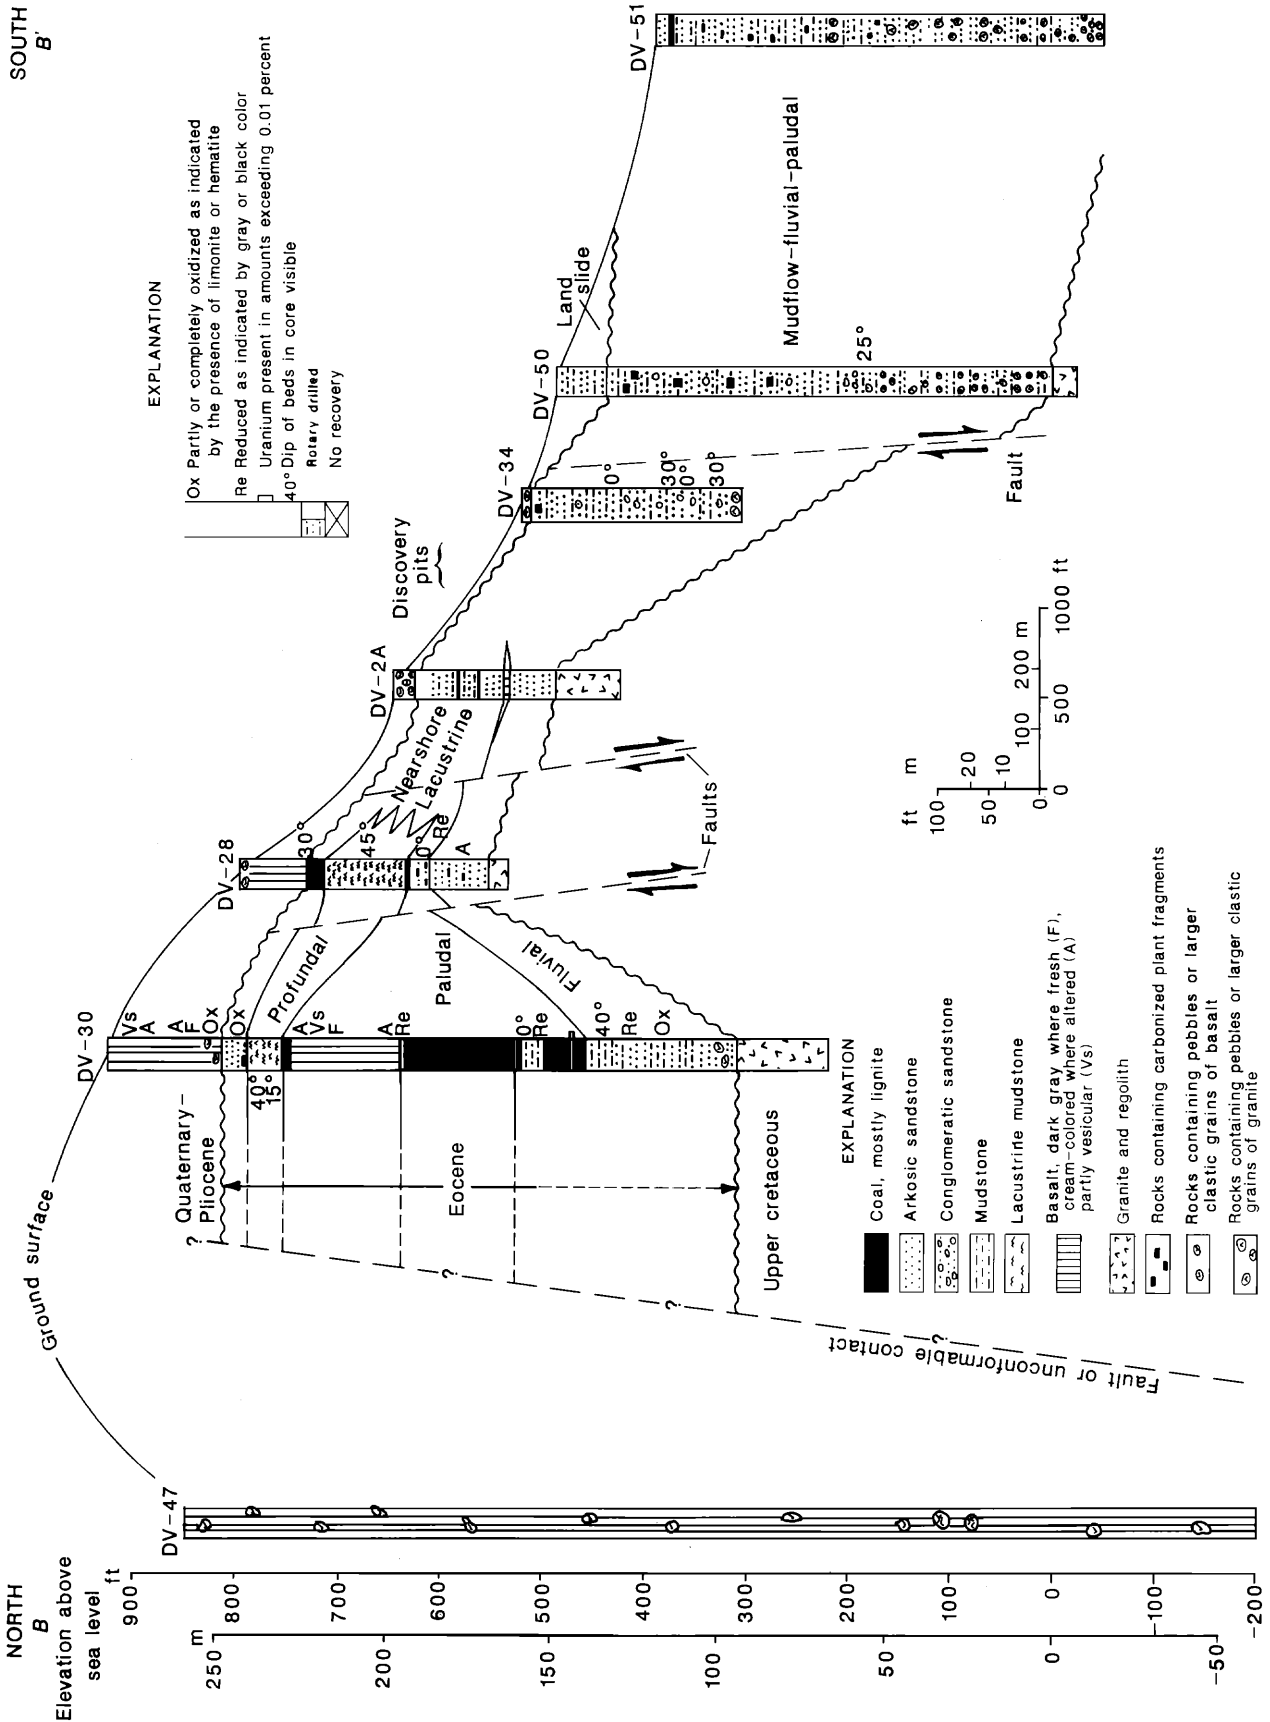 NORTH
B
Elevation above
sea level
ft
900
800
700
600
500
400
300
200
100
0
-100
-200
m
250
200
150
100
50
0
-50
SOUTH
B'
DV-47
Ground surface
DV-30
Vs
A
A
F
Ox
Ox
A
Vs
F
A
Re
0°
Re
40°
Re
Ox
40°
15°
?
Quaternary-
Pliocene
Eocene
Upper cretaceous
?
?
?
Fault or unconformable contact
Profundal
Paludal
Fluvial
DV-28
30°
45°
0°
Re
A
Nearshore
Lacustrine
Faults
DV-2A
Discovery
pits
DV-34
0°
30°
0°
30°
Fault
DV-50
25°
Land
slide
Mudflow-fluvial-paludal
DV-51
ft
100
50
0
m
20
10
100
200 m
0
500
1000 ft
EXPLANATION
Ox Partly or completely oxidized as indicated
by the presence of limonite or hematite
Re Reduced as indicated by gray or black color
] Uranium present in amounts exceeding 0.01 percent
40° Dip of beds in core visible
Rotary drilled
No recovery
EXPLANATION
Coal, mostly lignite
Arkosic sandstone
Conglomeratic sandstone
Mudstone
Lacustrine mudstone
Basalt, dark gray where fresh (F),
cream-colored where altered (A)
partly vesicular (Vs)
Granite and regolith
Rocks containing carbonized plant fragments
Rocks containing pebbles or larger
clastic grains of basalt
Rocks containing pebbles or larger clastic
grains of granite